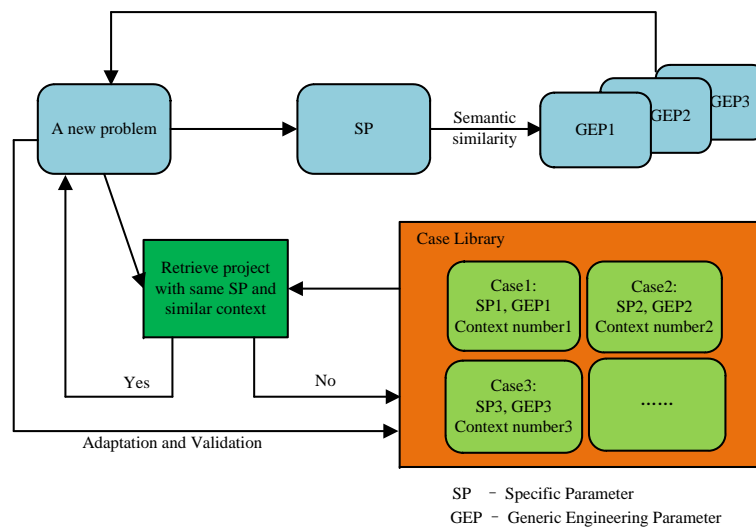 A new problem
SP
Semantic
similarity
GEP1
GEP2
GEP3
Retrieve project
with same SP and
similar context
Case Library
Case1:
SP1, GEP1
Context number1
Case2:
SP2, GEP2
Context number2
Case3:
SP3, GEP3
Context number3
……
Yes
No
Adaptation and Validation
SP – Specific Parameter
GEP – Generic Engineering Parameter